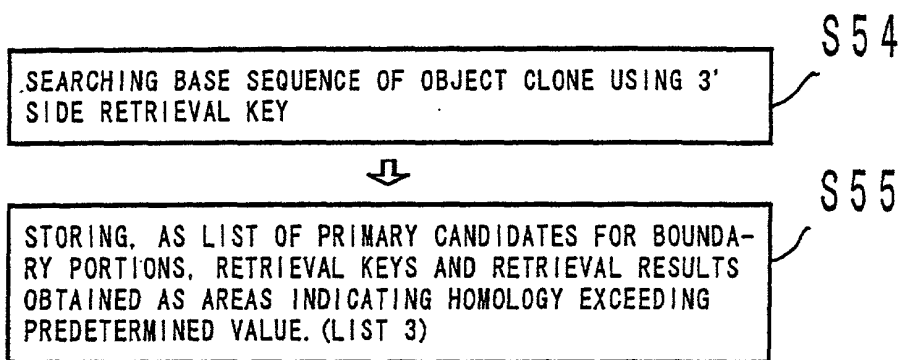 S54
SEARCHING BASE SEQUENCE OF OBJECT CLONE USING 3'
SIDE RETRIEVAL KEY
S55
STORING, AS LIST OF PRIMARY CANDIDATES FOR BOUNDA-
RY PORTIONS, RETRIEVAL KEYS AND RETRIEVAL RESULTS
OBTAINED AS AREAS INDICATING HOMOLOGY EXCEEDING
PREDETERMINED VALUE. (LIST 3)